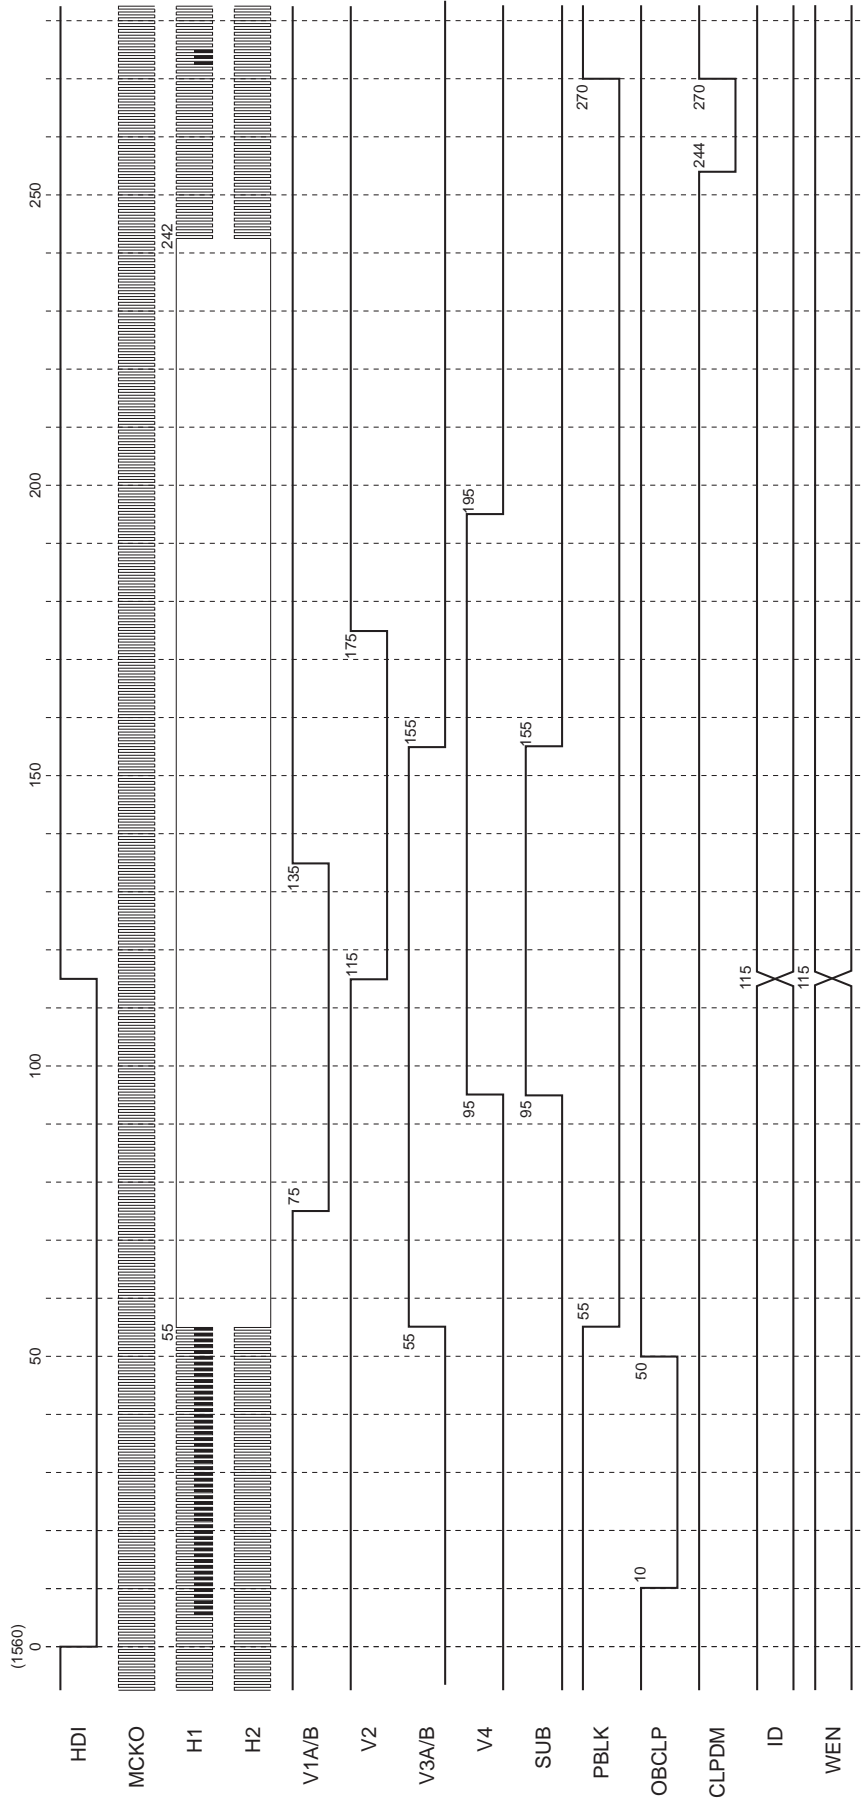 (1560)
0
50
100
150
200
250
HDI
MCKO
H1
55
242
H2
V1A/B
75
135
V2
115
175
V3A/B
55
155
V4
95
195
SUB
95
155
PBLK
55
270
OBCLP
10
50
CLPDM
244
270
ID
115
WEN
115